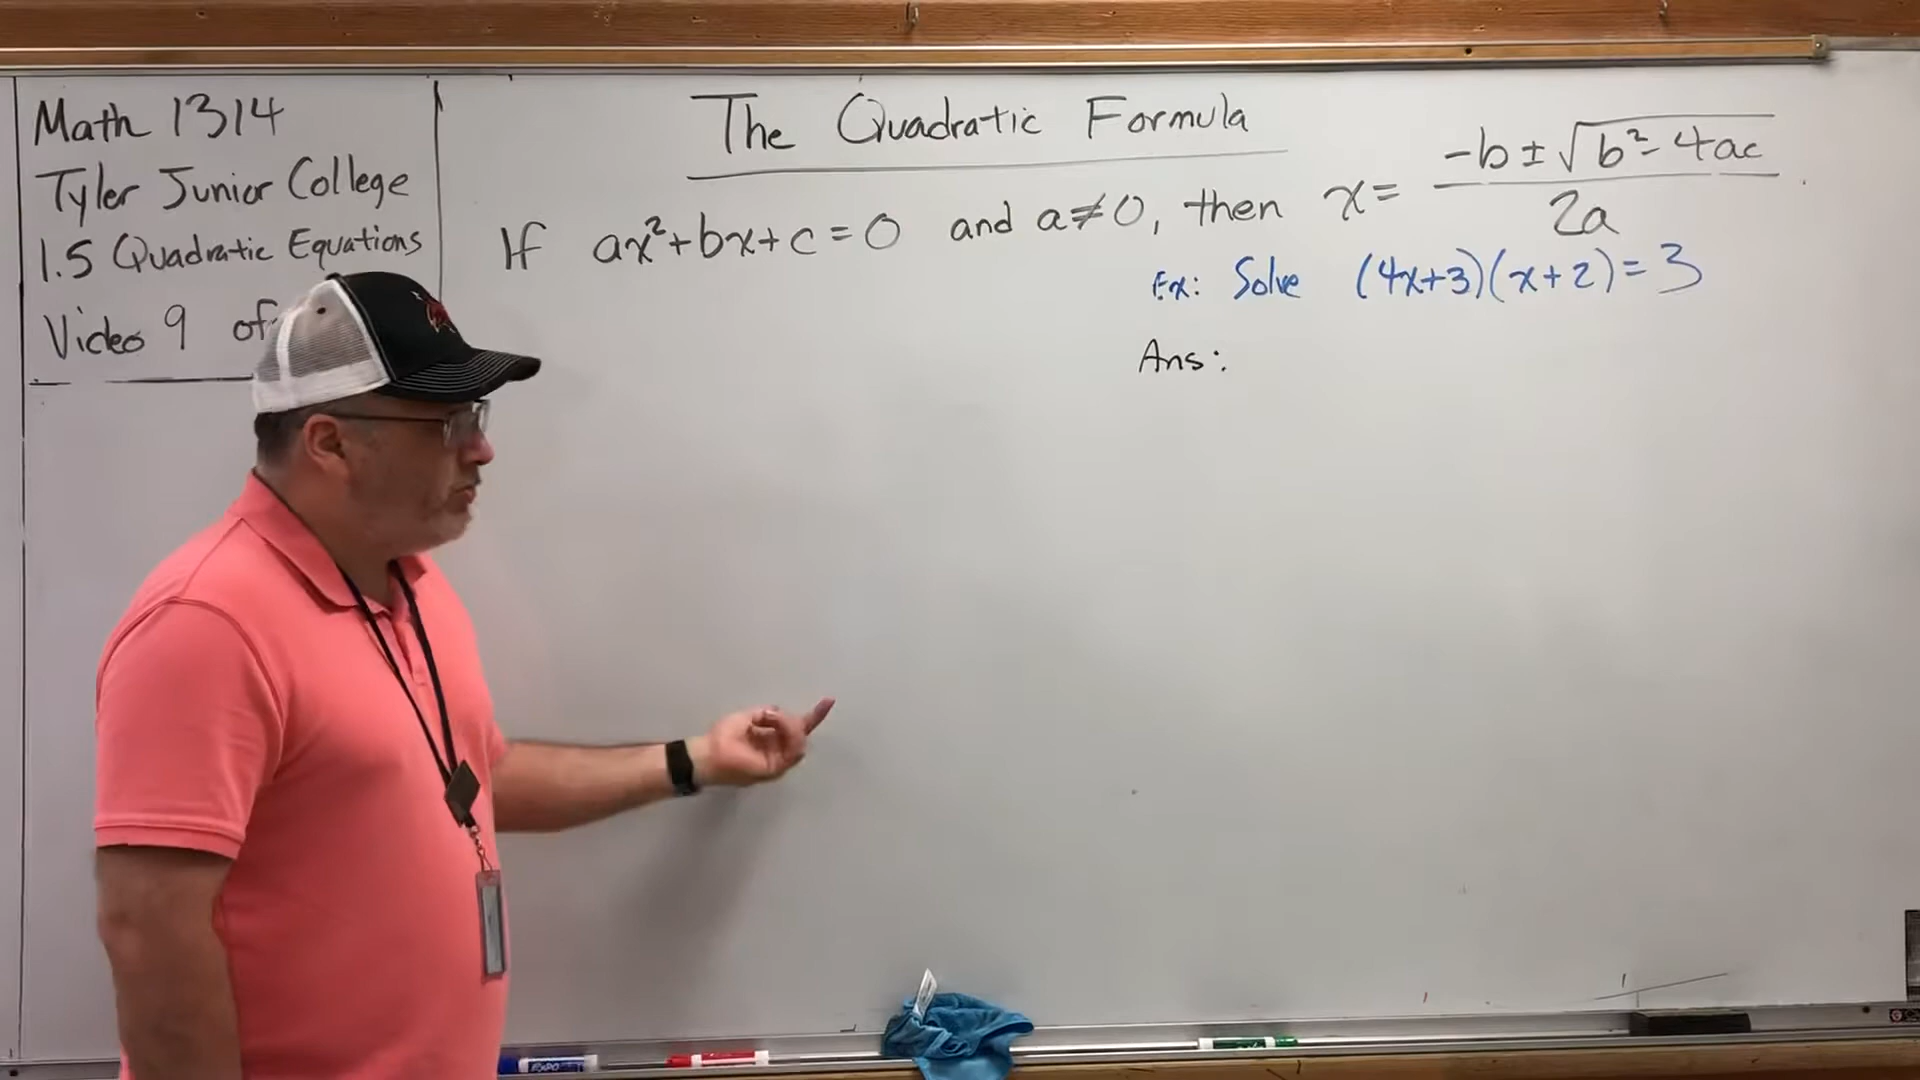 Math 1314
Tyler Junior College
1.5 Quadratic Equations
Video 9 of
The Quadratic Formula
If ax²+bx+c=0 and a≠0, then x= (-b±√(b²-4ac))/(2a).
Ex: Solve (4x+3)(x+2)=3
Ans:
EXPO